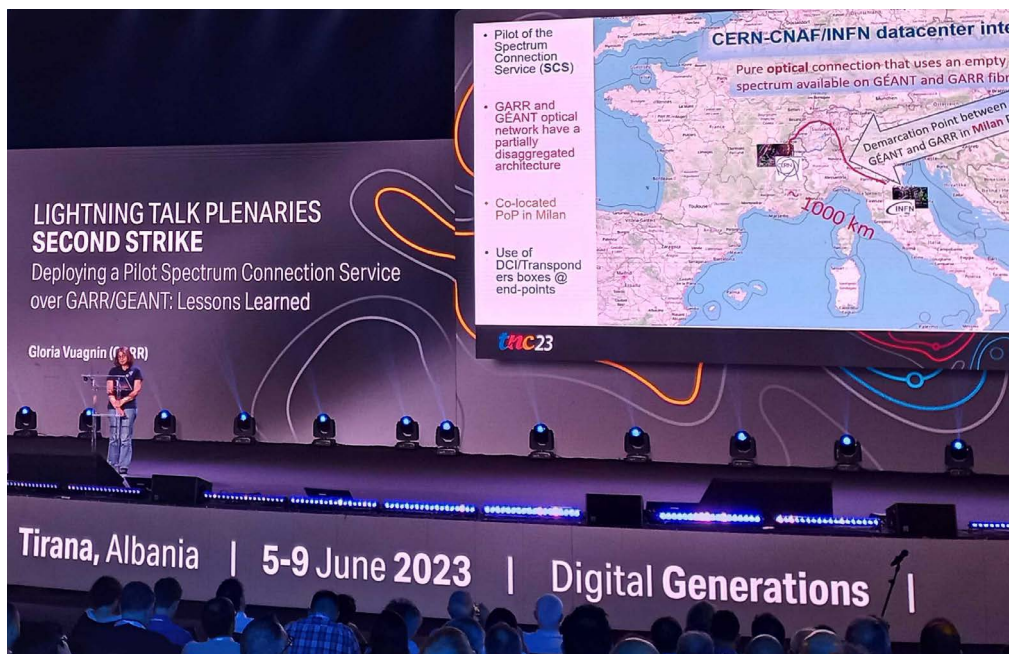 LIGHTNING TALK PLENARIES
SECOND STRIKE
Deploying a Pilot Spectrum Connection Service
over GARR/GEANT: Lessons Learned
Gloria Vuagnin
• Pilot of the
Spectrum
Connection
Service (SCS)
• GARR and
GÉANT optical
network have a
partially
disaggregated
architecture
• Co-located
PoP in Milan
• Use of
DCI/Transpond
ers boxes @
end-points
CERN-CNAF/INFN datacenter inte
Pure optical connection that uses an empty
spectrum available on GÉANT and GARR fib
Demarcation Point between
GÉANT and GARR in Milan
CERN
INFN
~ 1000 km
tnc23
Tirana, Albania | 5-9 June 2023 | Digital Generations |